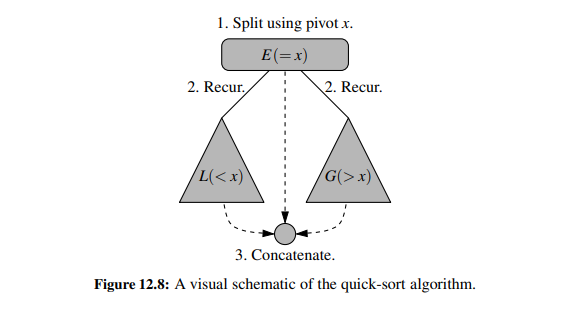 1. Split using pivot x.
E(= x)
2. Recur.
2. Recur.
L(< x)
G(> x)
3. Concatenate.
Figure 12.8: A visual schematic of the quick-sort algorithm.